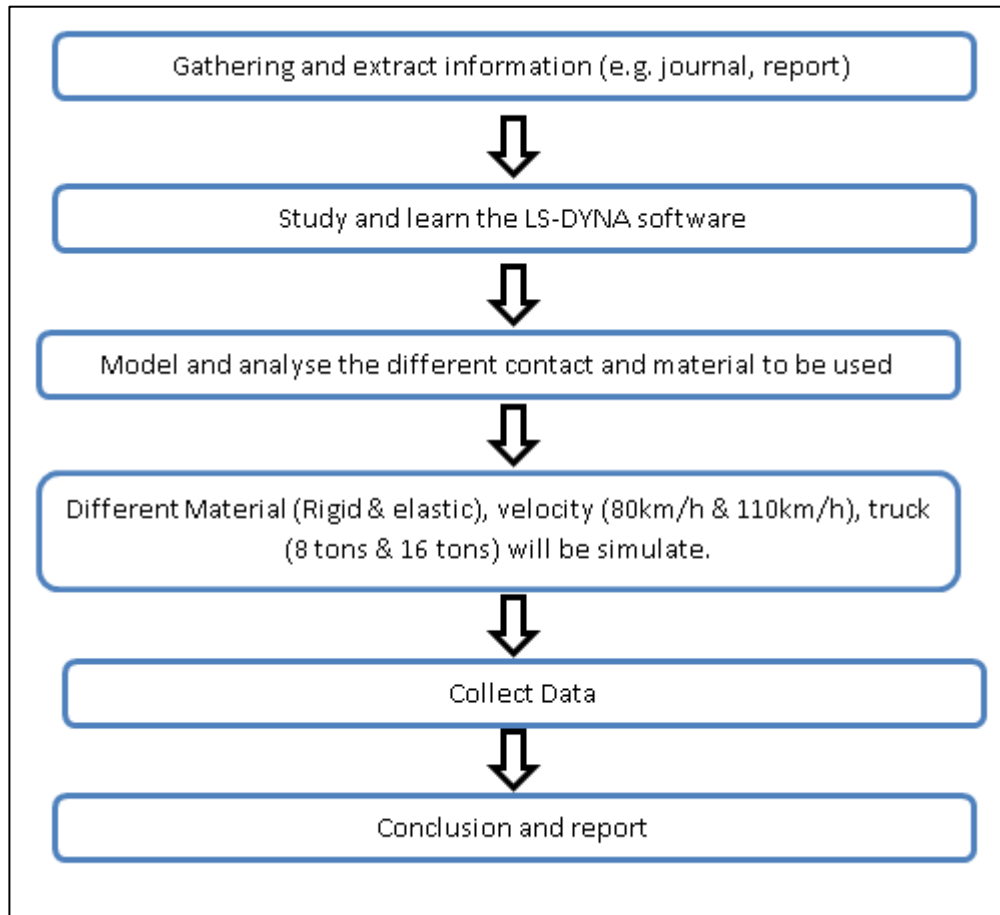 Gathering and extract information (e.g. journal, report)
Study and learn the LS-DYNA software
Model and analyse the different contact and material to be used
Different Material (Rigid & elastic), velocity (80km/h & 110km/h), truck
(8 tons & 16 tons) will be simulate.
Collect Data
Conclusion and report